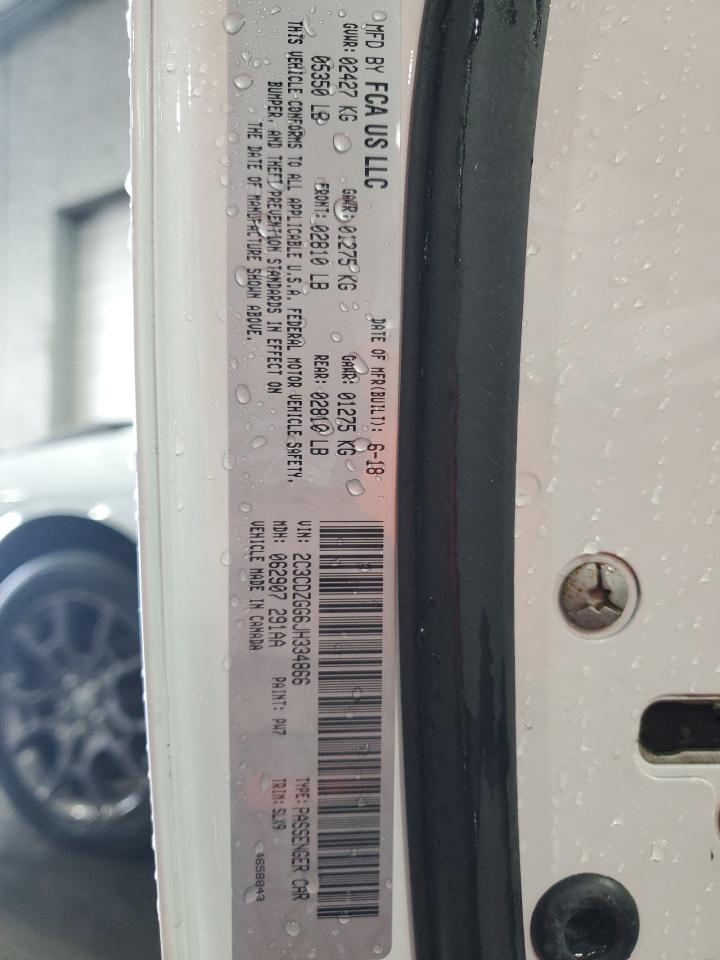 MFD BY FCA US LLC
DATE OF MFR(BUILT): 6-18
GVWR: 02427 KG GAWR: 01275 KG GAWR: 01275 KG
05350 LB FRONT: 02810 LB REAR: 02810 LB
THIS VEHICLE CONFORMS TO ALL APPLICABLE U.S.A. FEDERAL MOTOR VEHICLE SAFETY,
BUMPER, AND THEFT PREVENTION STANDARDS IN EFFECT ON
THE DATE OF MANUFACTURE SHOWN ABOVE.
VIN: 2C3CDZGG6JH334866 TYPE: PASSENGER CAR
MDH: 062907 291AA PAINT: PW7 TRIM: SLX9
VEHICLE MADE IN CANADA 4658843